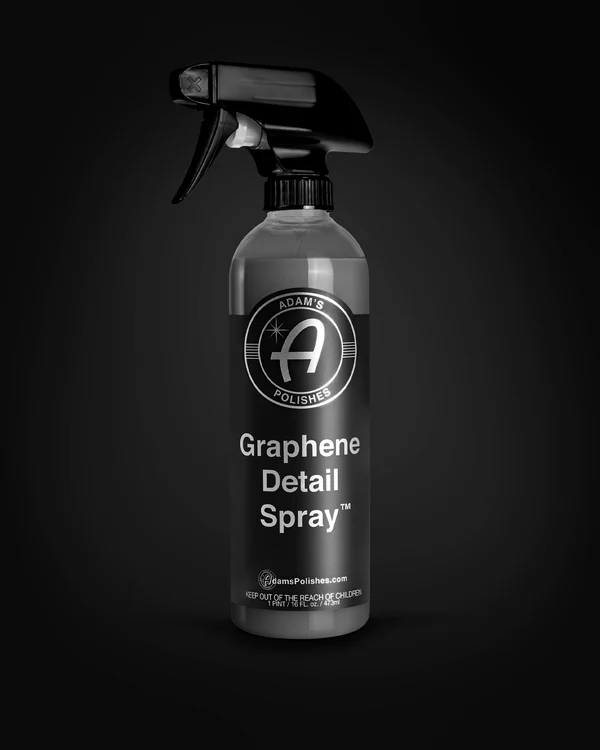 ADAM'S
A
POLISHES
Graphene
Detail
Spray™
AdamsPolishes.com
KEEP OUT OF THE REACH OF CHILDREN
1 PINT / 16 FL. oz. / 473ml